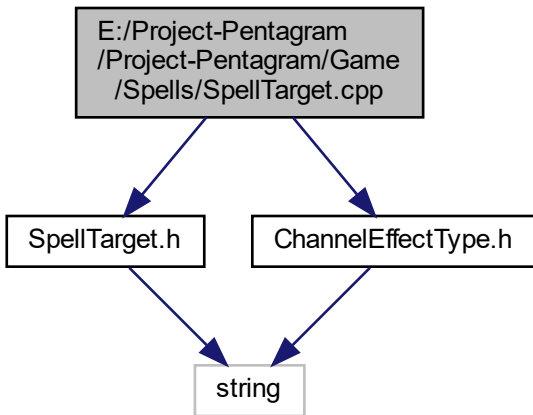 E:/Project-Pentagram
/Project-Pentagram/Game
/Spells/SpellTarget.cpp
SpellTarget.h
ChannelEffectType.h
string